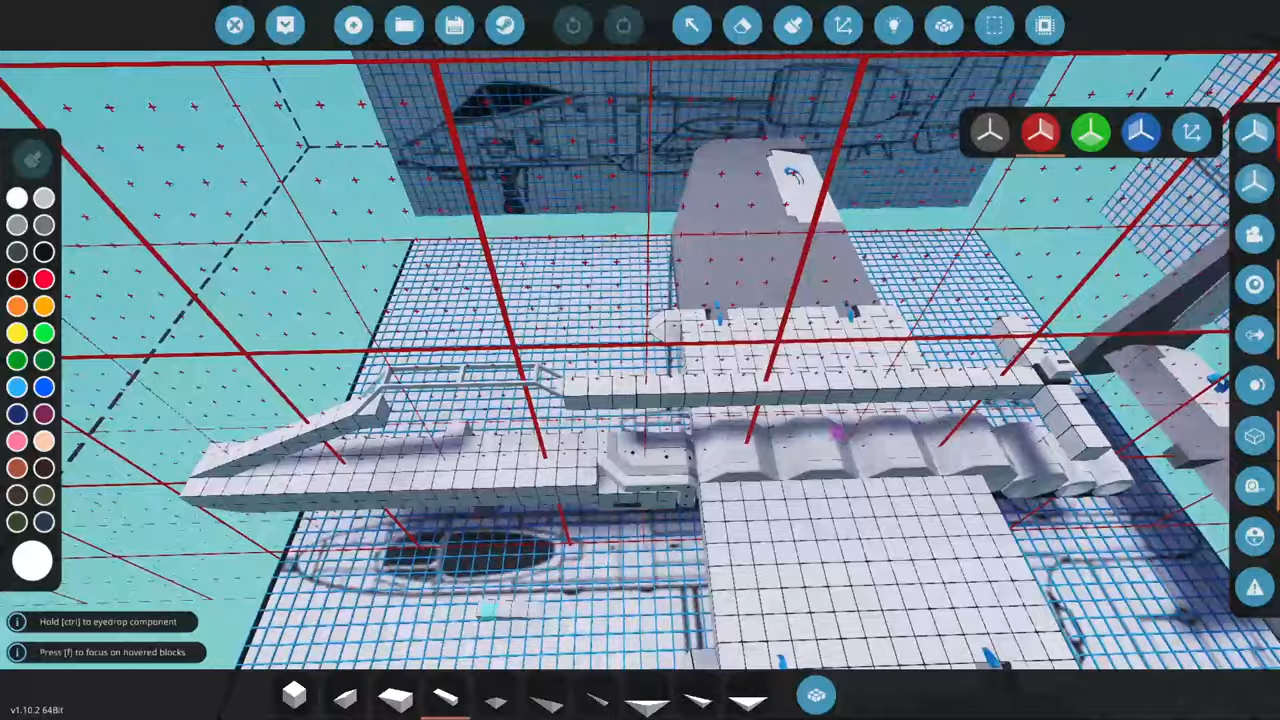 Hold [ctrl] to eyedrop component
Press [f] to focus on hovered blocks
v1.10.2 64Bit